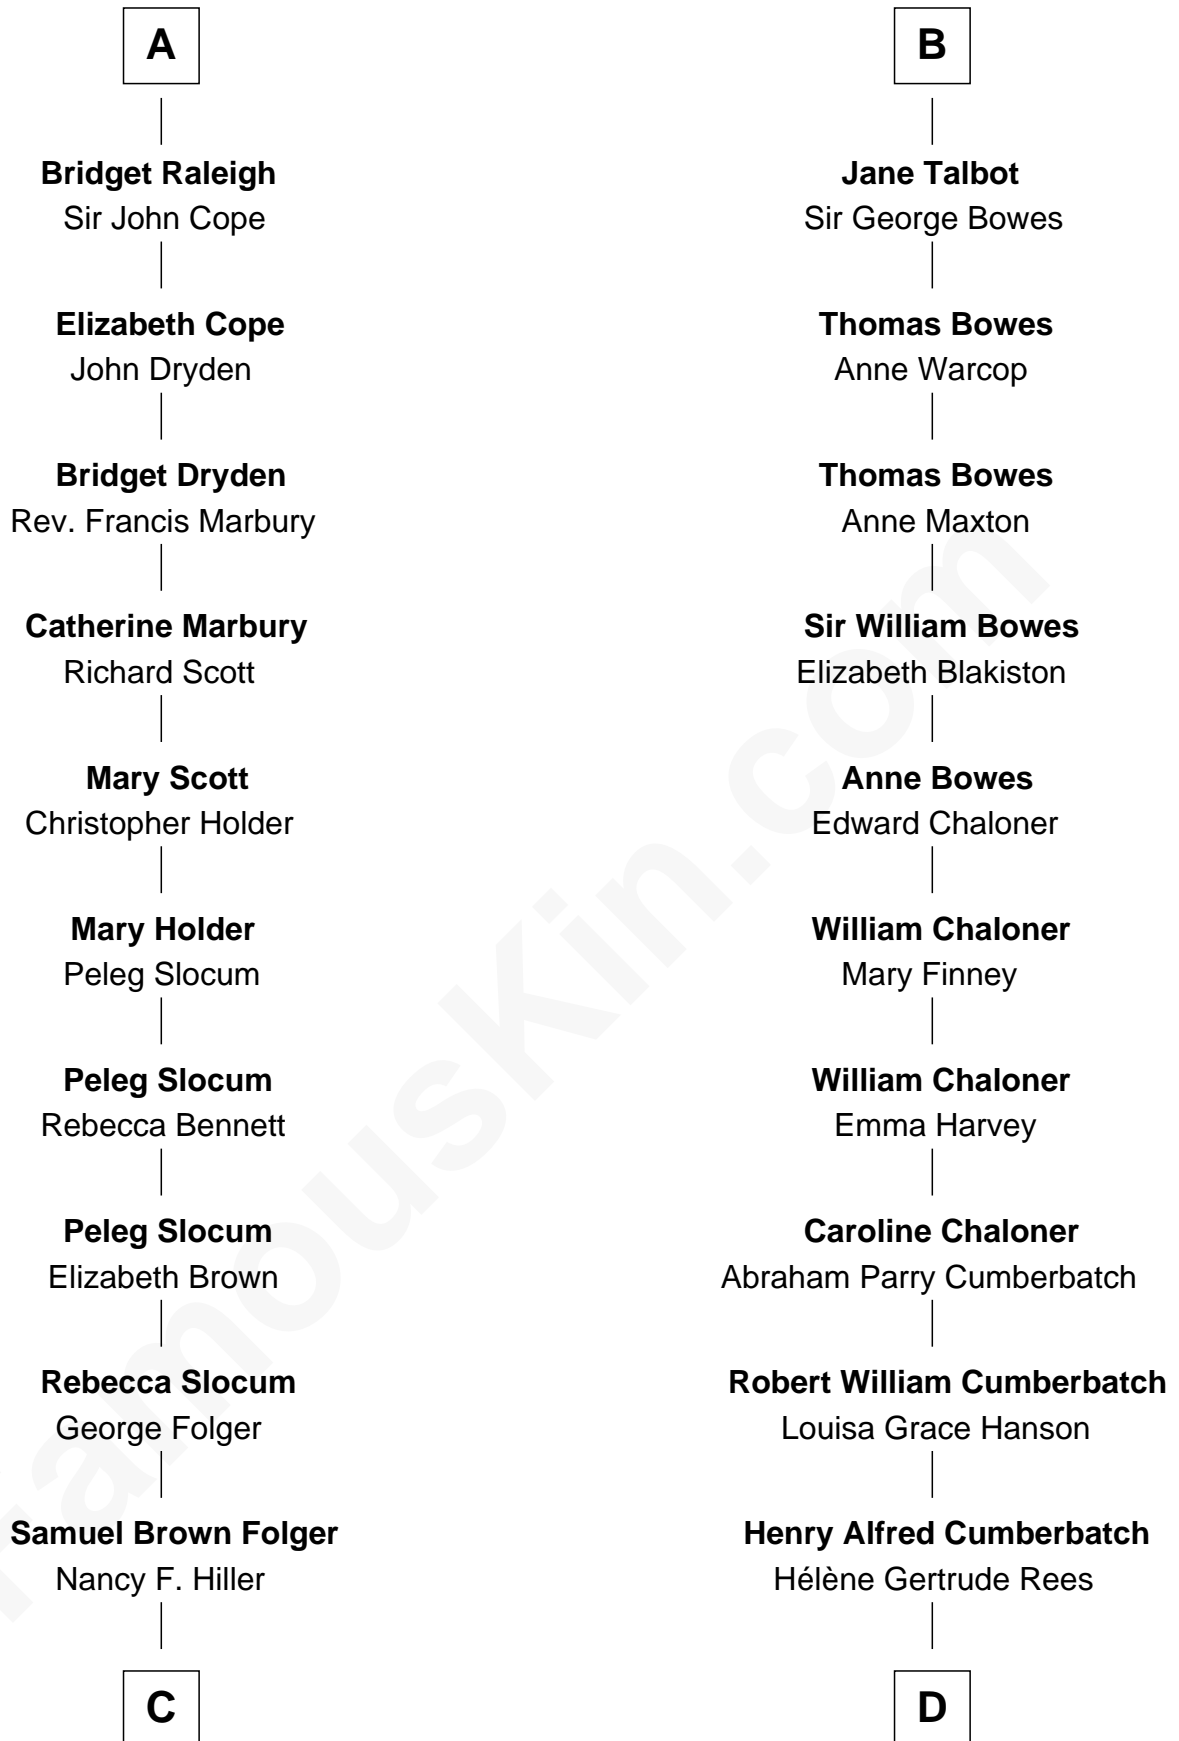 A
Bridget Raleigh
Sir John Cope
Elizabeth Cope
John Dryden
Bridget Dryden
Rev. Francis Marbury
Catherine Marbury
Richard Scott
Mary Scott
Christopher Holder
Mary Holder
Peleg Slocum
Peleg Slocum
Rebecca Bennett
Peleg Slocum
Elizabeth Brown
Rebecca Slocum
George Folger
Samuel Brown Folger
Nancy F. Hiller
C
B
Jane Talbot
Sir George Bowes
Thomas Bowes
Anne Warcop
Thomas Bowes
Anne Maxton
Sir William Bowes
Elizabeth Blakiston
Anne Bowes
Edward Chaloner
William Chaloner
Mary Finney
William Chaloner
Emma Harvey
Caroline Chaloner
Abraham Parry Cumberbatch
Robert William Cumberbatch
Louisa Grace Hanson
Henry Alfred Cumberbatch
Hélène Gertrude Rees
D
FamousKin.com